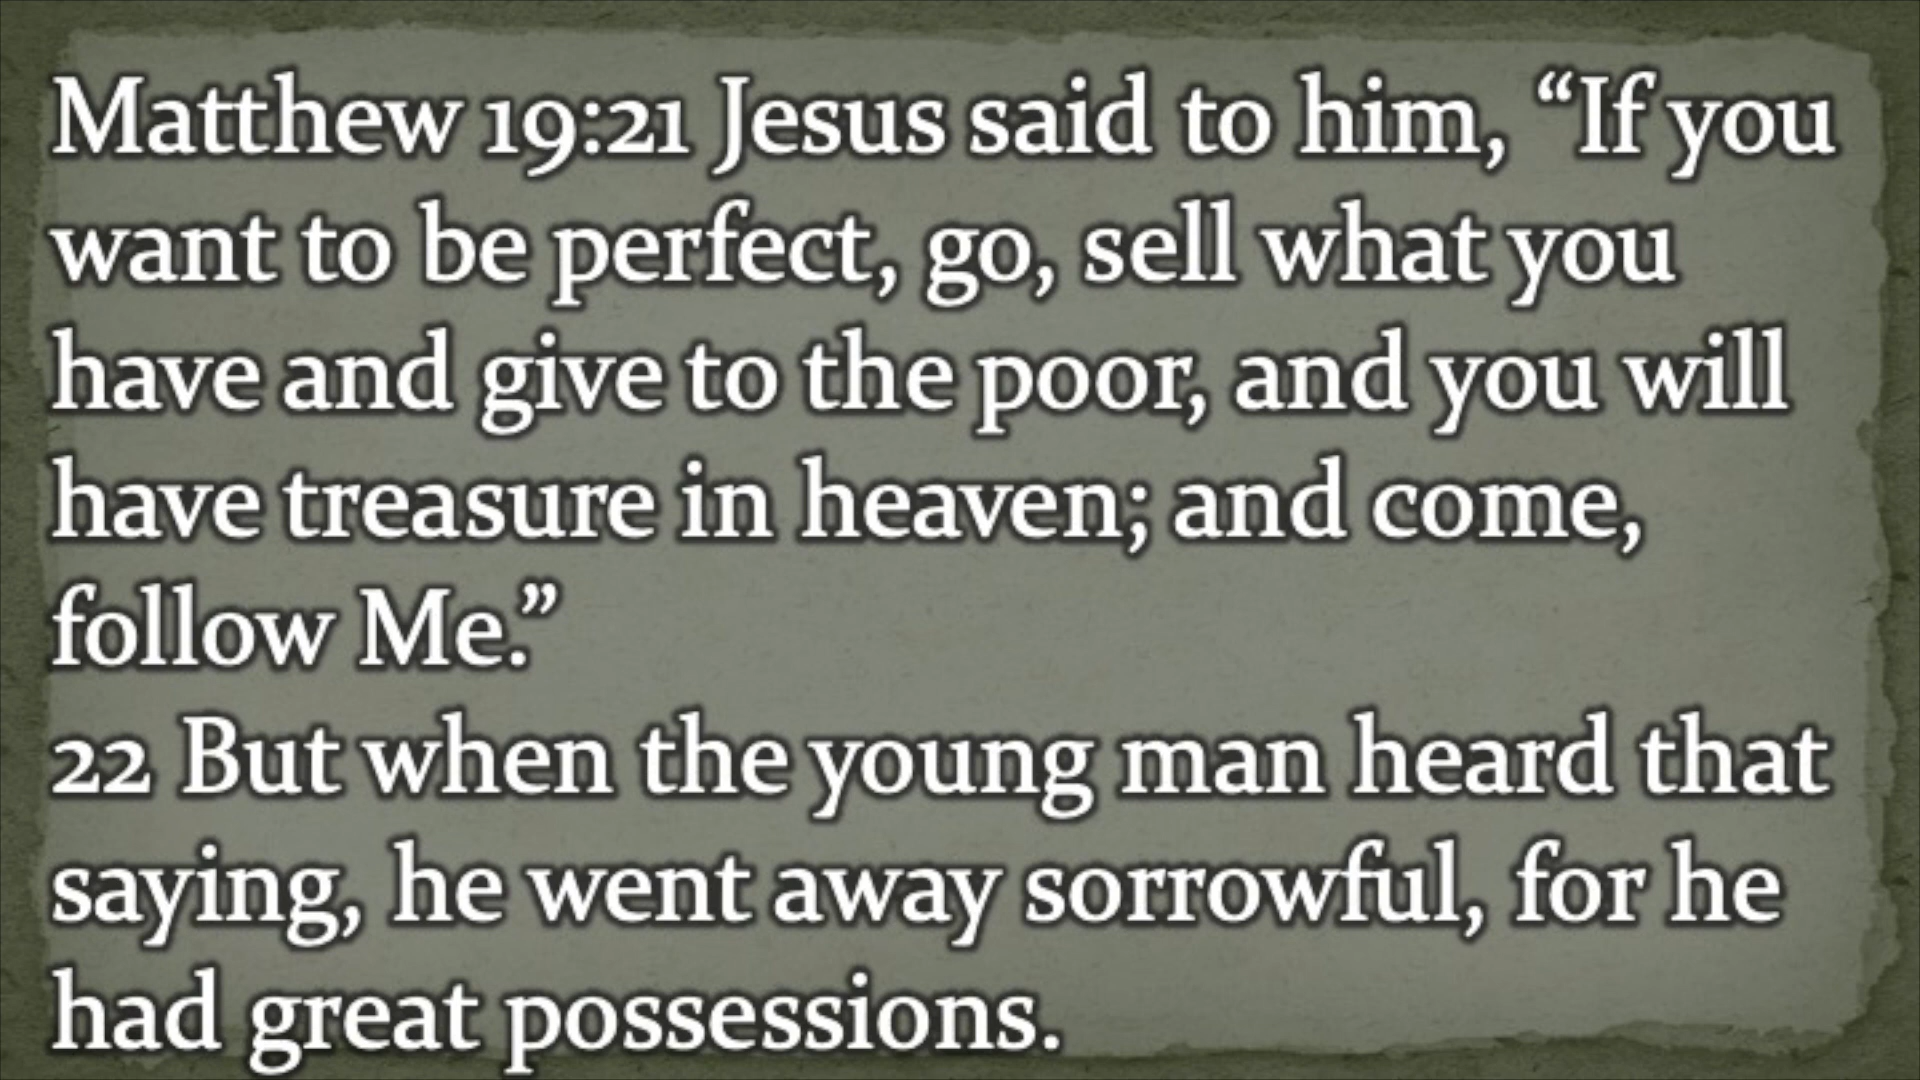 Matthew 19:21 Jesus said to him, “If you
want to be perfect, go, sell what you
have and give to the poor, and you will
have treasure in heaven; and come,
follow Me.”
22 But when the young man heard that
saying, he went away sorrowful, for he
had great possessions.